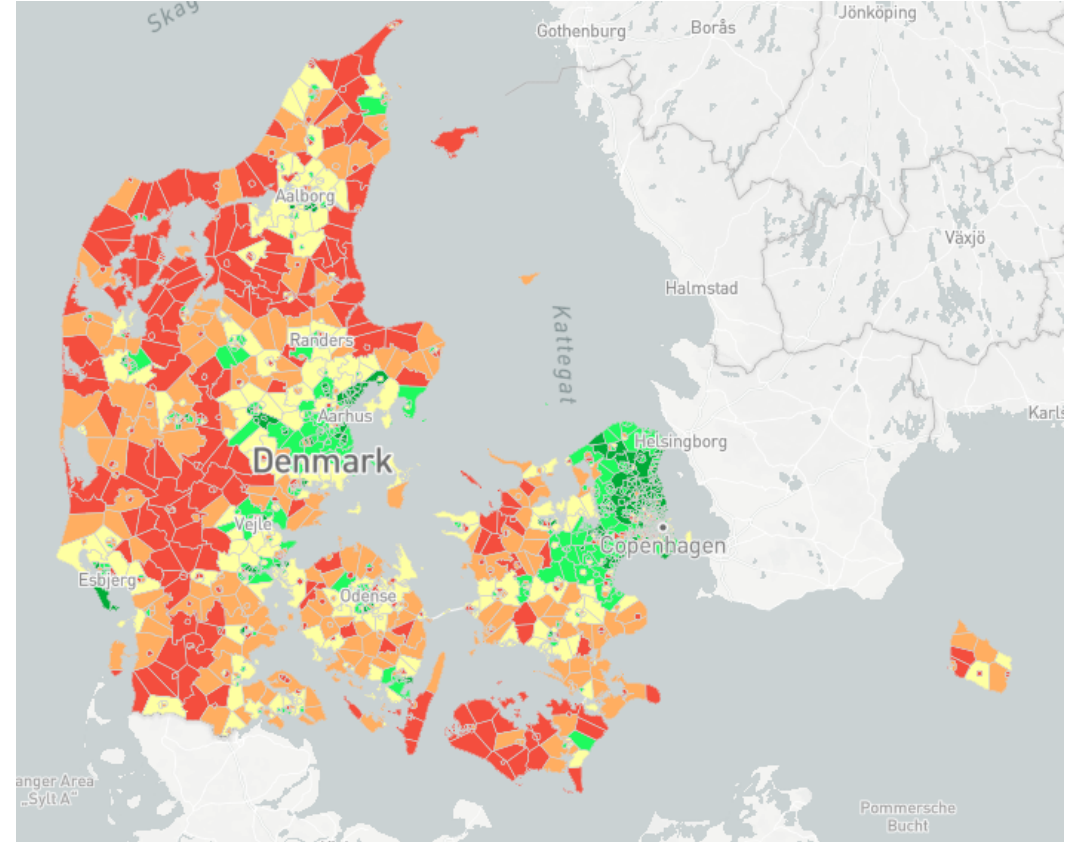 Skag
Gothenburg
Borås
Jönköping
Aalborg
Växjö
Halmstad
Kattegat
Randers
Aarhus
Karls
Helsingborg
Denmark
Vejle
Copenhagen
Esbjerg
Odense
anger Area
„Sylt A“
Pommersche
Bucht